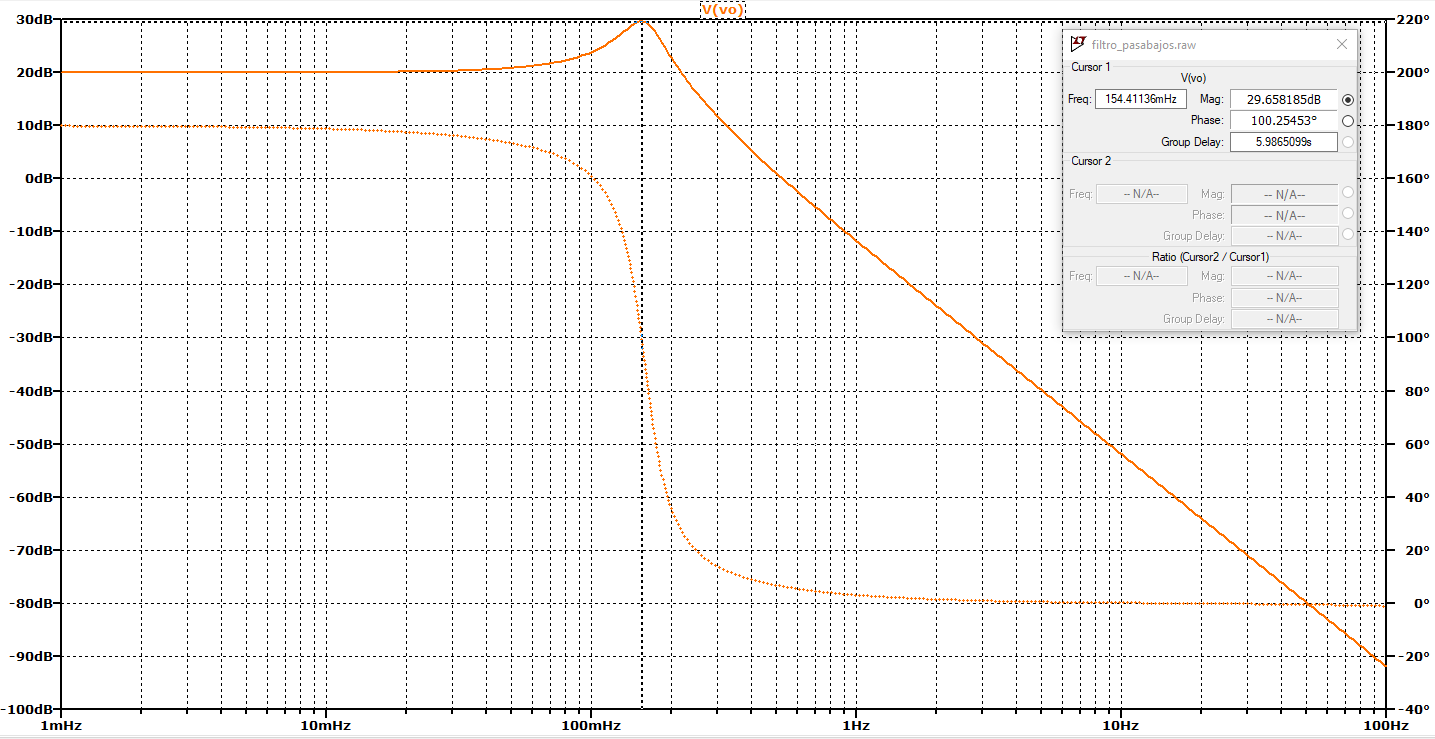 V(vo)
30dB
20dB
10dB
0dB
-10dB
-20dB
-30dB
-40dB
-50dB
-60dB
-70dB
-80dB
-90dB
-100dB
220°
200°
180°
160°
140°
120°
100°
80°
60°
40°
20°
0°
-20°
-40°
1mHz 10mHz 100mHz 1Hz 10Hz 100Hz
filtro_pasabajos.raw
Cursor 1
V(vo)
Freq: 154.41136mHz Mag: 29.658185dB
Phase: 100.25453°
Group Delay: 5.9865099s
Cursor 2
Freq: -- N/A-- Mag: -- N/A--
Phase: -- N/A--
Group Delay: -- N/A--
Ratio (Cursor2 / Cursor1)
Freq: -- N/A-- Mag: -- N/A--
Phase: -- N/A--
Group Delay: -- N/A--